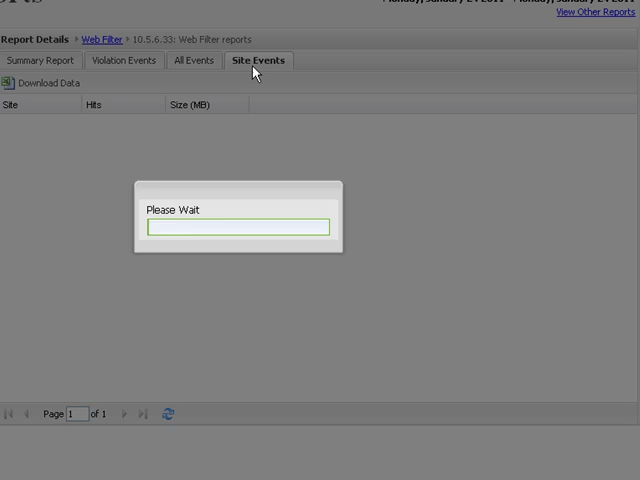 View Other Reports
Report Details Web Filter 10.5.6.33: Web Filter reports
Summary Report Violation Events All Events Site Events
Download Data
Site Hits Size (MB)
Please Wait
Page 1 of 1